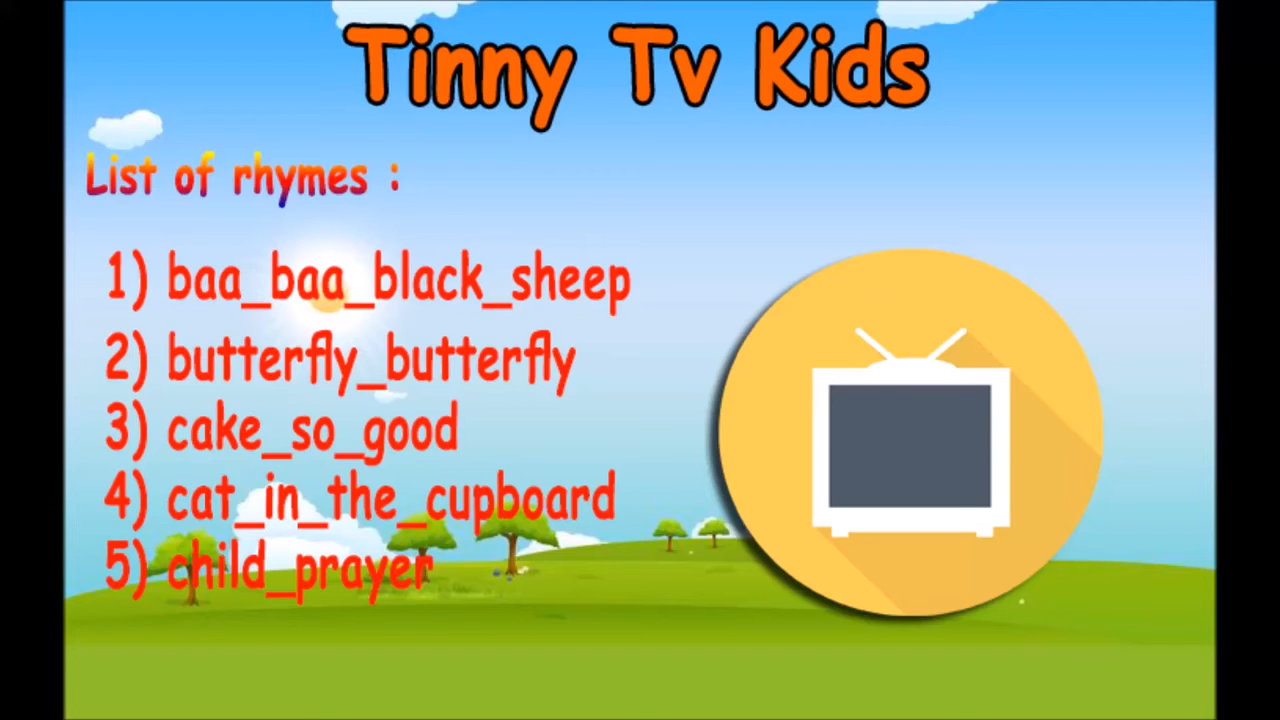 Tinny Tv Kids
List of rhymes :
1) baa_baa_black_sheep
2) butterfly_butterfly
3) cake_so_good
4) cat_in_the_cupboard
5) child_prayer